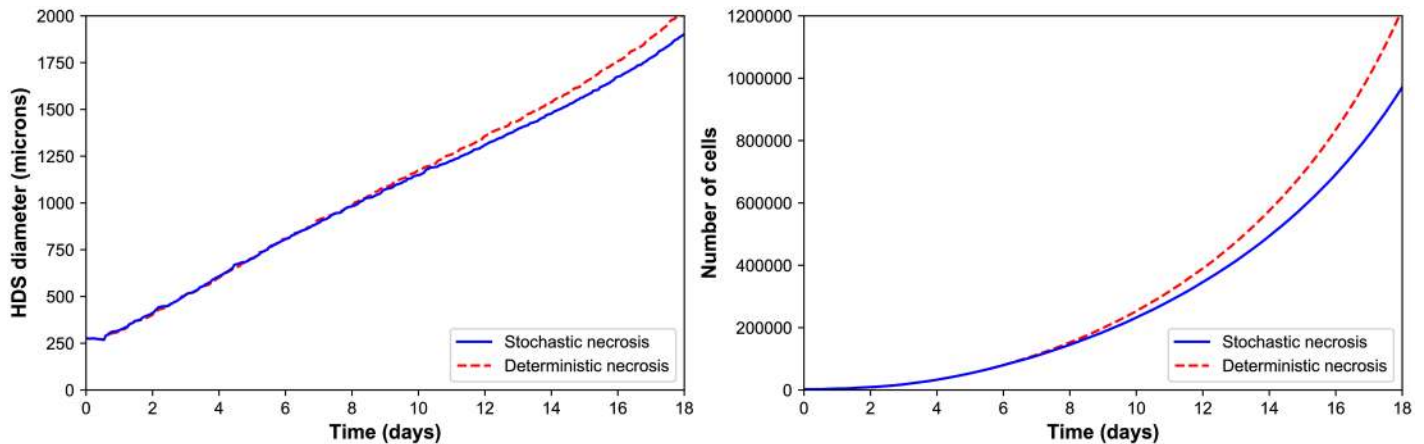 HDS diameter (microns)
2000
1750
1500
1250
1000
750
500
250
0
Stochastic necrosis
Deterministic necrosis
0 2 4 6 8 10 12 14 16 18
Time (days)
Number of cells
1200000
1000000
800000
600000
400000
200000
0
Stochastic necrosis
Deterministic necrosis
0 2 4 6 8 10 12 14 16 18
Time (days)